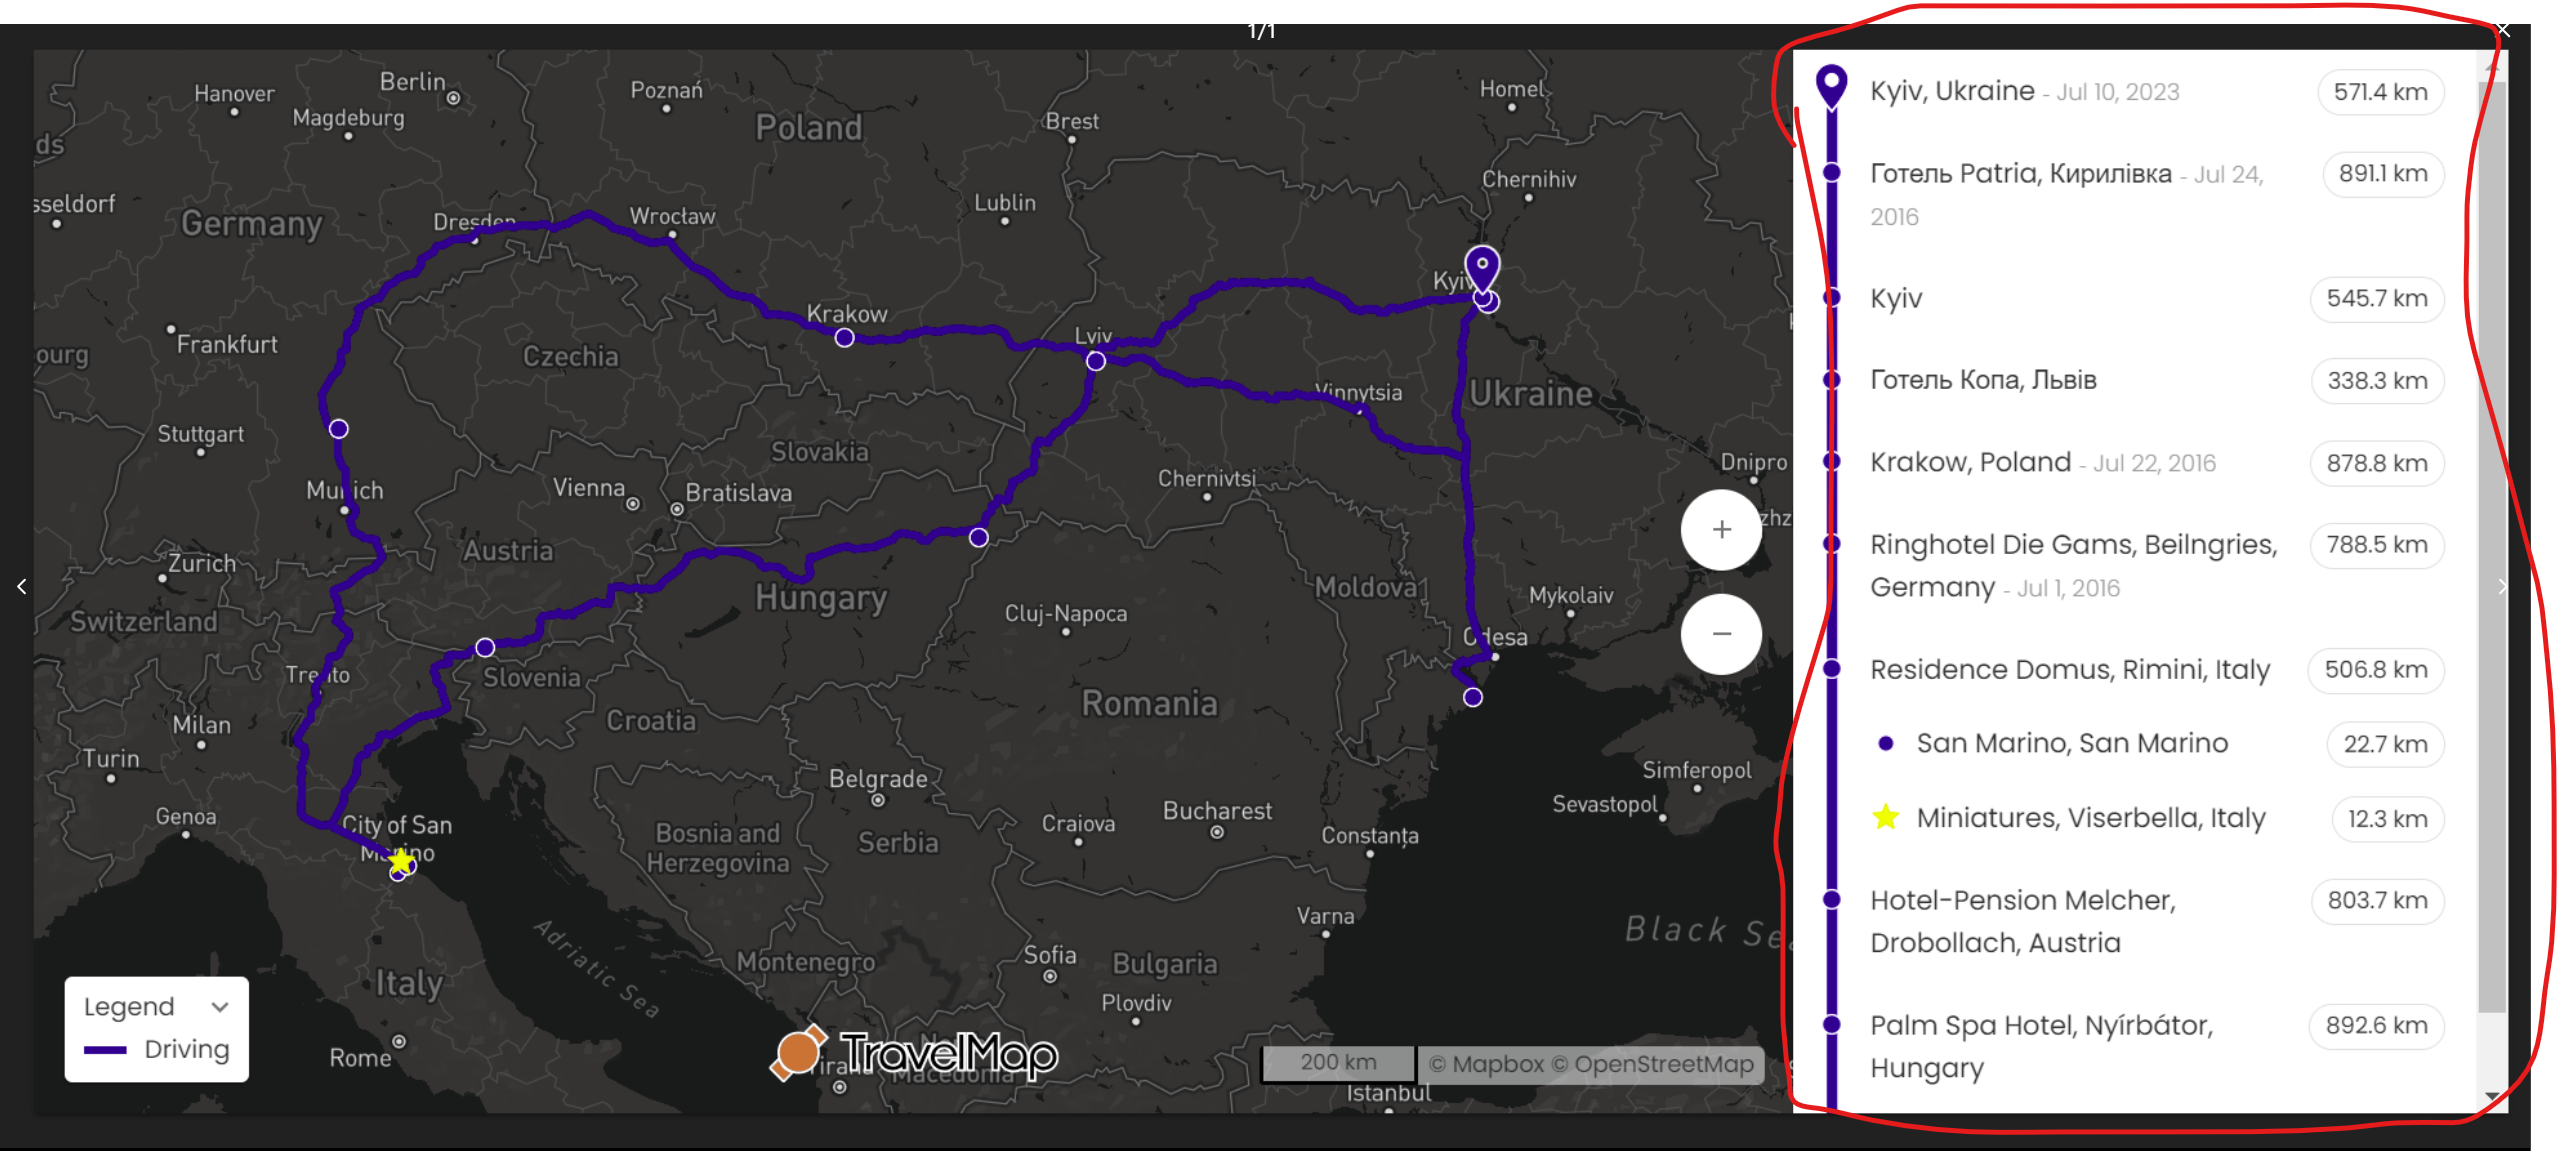 1/1
Hanover
Berlin
Magdeburg
Poznań
Poland
Brest
Homel
ds
sseldorf
Germany
Dresden
Wrocław
Lublin
Chernihiv
Kyiv
Krakow
Lviv
Frankfurt
ourg
Czechia
Vinnytsia
Ukraine
Stuttgart
Slovakia
Dnipro
Munich
Vienna
Bratislava
Chernivtsi
zhz
Austria
Zurich
Hungary
Moldova
Mykolaiv
Switzerland
Cluj-Napoca
Odesa
Trento
Slovenia
Romania
Milan
Croatia
Turin
Belgrade
Simferopol
Genoa
City of San
Marino
Bosnia and
Herzegovina
Serbia
Craiova
Bucharest
Constanța
Sevastopol
Adriatic Sea
Varna
Black Se
Montenegro
Sofia
Bulgaria
Italy
Plovdiv
Rome
Istanbul
Legend
Driving
TravelMap
200 km
© Mapbox © OpenStreetMap
+
−
Kyiv, Ukraine - Jul 10, 2023 571.4 km
Готель Patria, Кирилівка - Jul 24, 891.1 km
2016
Kyiv 545.7 km
Готель Копа, Львів 338.3 km
Krakow, Poland - Jul 22, 2016 878.8 km
Ringhotel Die Gams, Beilngries, 788.5 km
Germany - Jul 1, 2016
Residence Domus, Rimini, Italy 506.8 km
San Marino, San Marino 22.7 km
Miniatures, Viserbella, Italy 12.3 km
Hotel-Pension Melcher, 803.7 km
Drobollach, Austria
Palm Spa Hotel, Nyírbátor, 892.6 km
Hungary